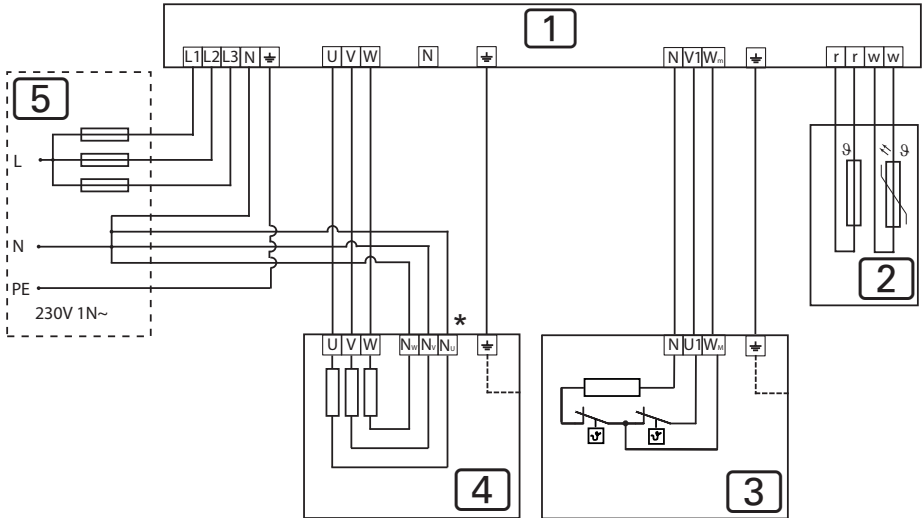 1
L1 L2 L3 N ⏚ U V W N ⏚ N V1 Wm ⏚ r r w w
5
L
N
PE
230V 1N~
ϑ ϑ
2
*
U V W NW NV NU ⏚
N U1 WM ⏚
ϑ ϑ
4
3